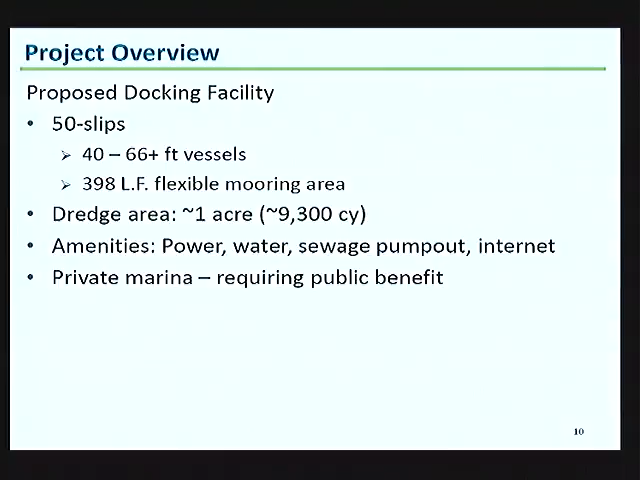 Project Overview
Proposed Docking Facility
• 50-slips
➢ 40 – 66+ ft vessels
➢ 398 L.F. flexible mooring area
• Dredge area: ~1 acre (~9,300 cy)
• Amenities: Power, water, sewage pumpout, internet
• Private marina – requiring public benefit
10